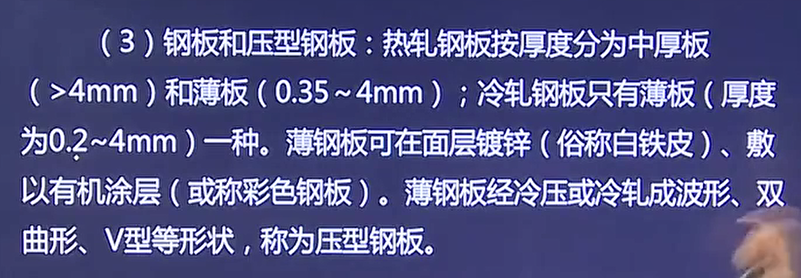 （3）钢板和压型钢板：热轧钢板按厚度分为中厚板
（>4mm）和薄板（0.35～4mm）；冷轧钢板只有薄板（厚度
为0.2~4mm）一种。薄钢板可在面层镀锌（俗称白铁皮）、敷
以有机涂层（或称彩色钢板）。薄钢板经冷压或冷轧成波形、双
曲形、V型等形状，称为压型钢板。